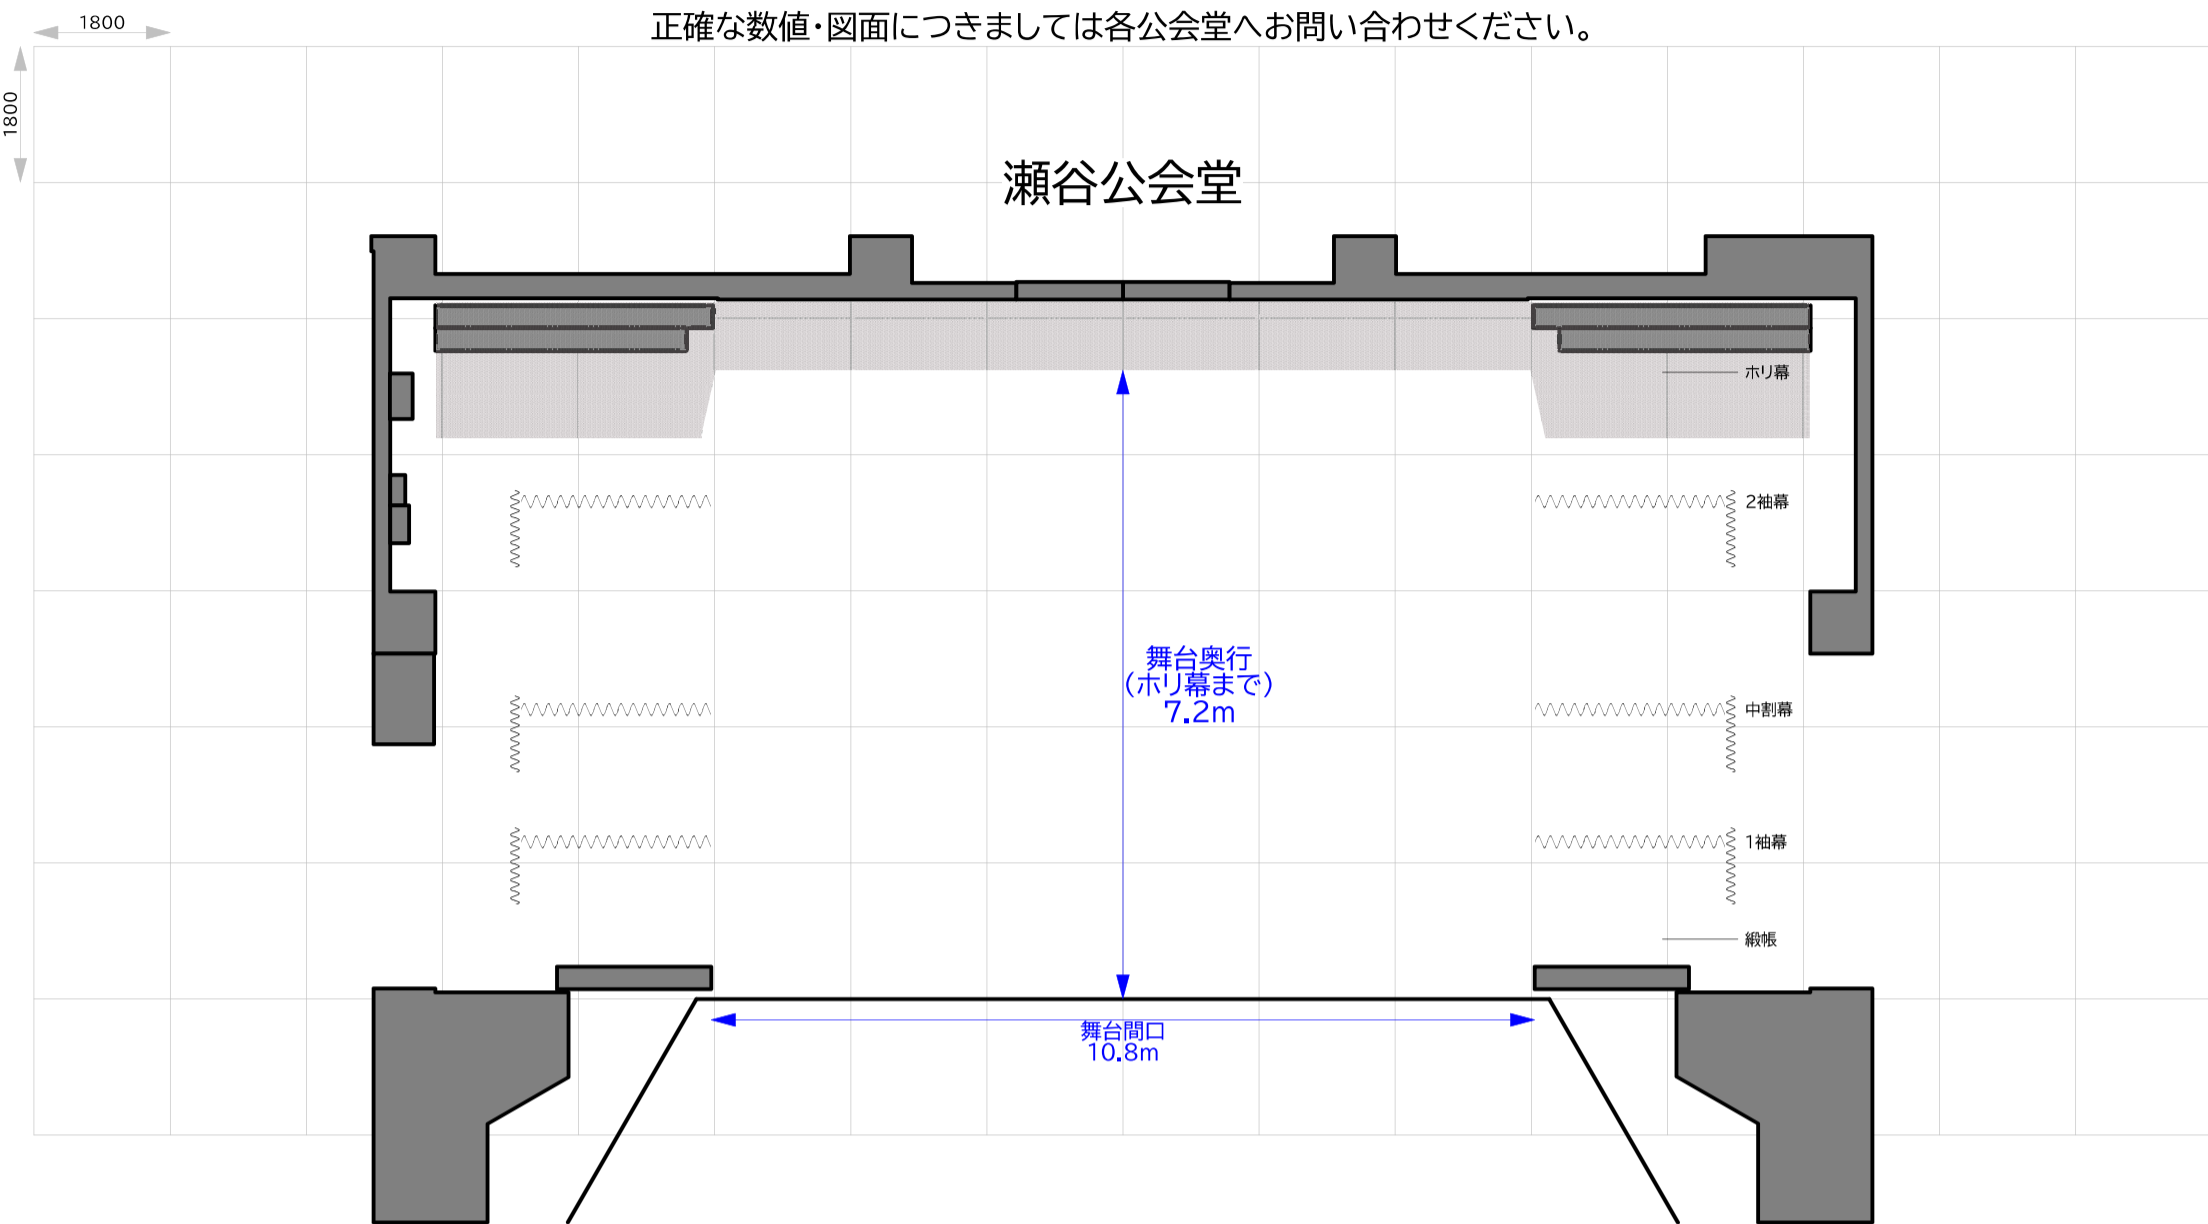 1800
正確な数値・図面につきましては各公会堂へお問い合わせください。
1800
瀬谷公会堂
ホリ幕
2袖幕
舞台奥行
(ホリ幕まで)
7.2m
中割幕
1袖幕
緞帳
舞台間口
10.8m